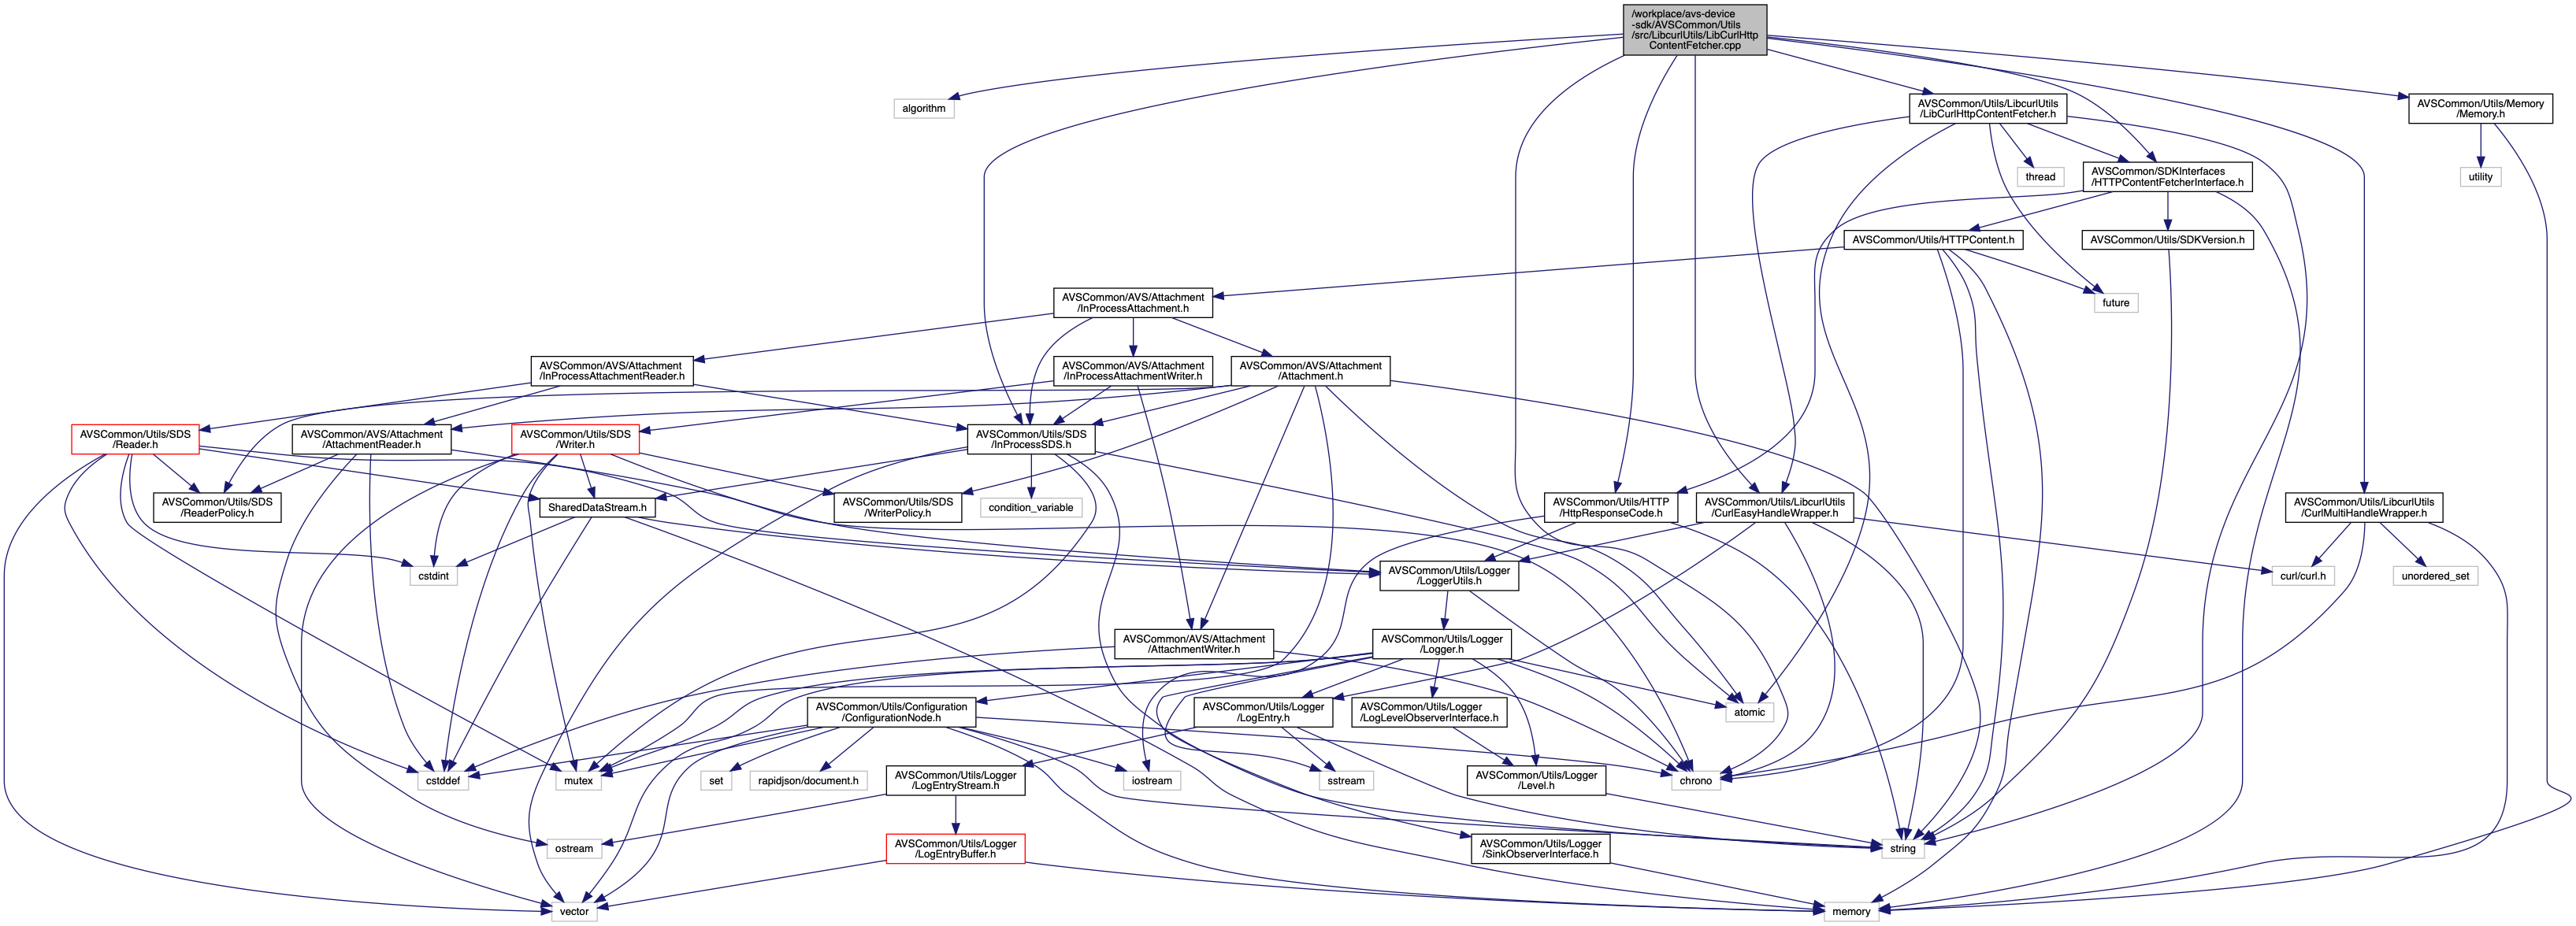 /workplace/avs-device
-sdk/AVSCommon/Utils
/src/LibcurlUtils/LibCurlHttp
ContentFetcher.cpp
algorithm
AVSCommon/Utils/LibcurlUtils
/LibCurlHttpContentFetcher.h
AVSCommon/Utils/Memory
/Memory.h
thread
AVSCommon/SDKInterfaces
/HTTPContentFetcherInterface.h
utility
AVSCommon/Utils/HTTPContent.h
AVSCommon/Utils/SDKVersion.h
AVSCommon/AVS/Attachment
/InProcessAttachment.h
future
AVSCommon/AVS/Attachment
/InProcessAttachmentReader.h
AVSCommon/AVS/Attachment
/InProcessAttachmentWriter.h
AVSCommon/AVS/Attachment
/Attachment.h
AVSCommon/Utils/SDS
/Reader.h
AVSCommon/AVS/Attachment
/AttachmentReader.h
AVSCommon/Utils/SDS
/Writer.h
AVSCommon/Utils/SDS
/InProcessSDS.h
AVSCommon/Utils/SDS
/ReaderPolicy.h
SharedDataStream.h
AVSCommon/Utils/SDS
/WriterPolicy.h
condition_variable
AVSCommon/Utils/HTTP
/HttpResponseCode.h
AVSCommon/Utils/LibcurlUtils
/CurlEasyHandleWrapper.h
AVSCommon/Utils/LibcurlUtils
/CurlMultiHandleWrapper.h
cstdint
AVSCommon/Utils/Logger
/LoggerUtils.h
curl/curl.h
unordered_set
AVSCommon/AVS/Attachment
/AttachmentWriter.h
AVSCommon/Utils/Logger
/Logger.h
AVSCommon/Utils/Configuration
/ConfigurationNode.h
AVSCommon/Utils/Logger
/LogEntry.h
AVSCommon/Utils/Logger
/LogLevelObserverInterface.h
atomic
cstddef
mutex
set
rapidjson/document.h
AVSCommon/Utils/Logger
/LogEntryStream.h
iostream
sstream
AVSCommon/Utils/Logger
/Level.h
chrono
ostream
AVSCommon/Utils/Logger
/LogEntryBuffer.h
AVSCommon/Utils/Logger
/SinkObserverInterface.h
string
vector
memory